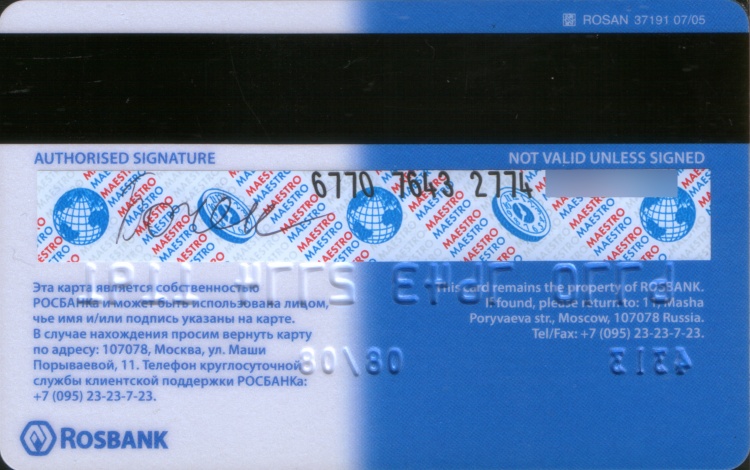 ROSAN 37191 07/05
AUTHORISED SIGNATURE
NOT VALID UNLESS SIGNED
MAESTRO
6770 7643 2774
Эта карта является собственностью
РОСБАНКа и может быть использована лицом,
чье имя и/или подпись указаны на карте.
В случае нахождения просим вернуть карту
по адресу: 107078, Москва, ул. Маши
Порываевой, 11. Телефон круглосуточной
службы клиентской поддержки РОСБАНКа:
+7 (095) 23-23-7-23.
This card remains the property of ROSBANK.
If found, please return to: 11, Masha
Poryvaeva str., Moscow, 107078 Russia.
Tel/Fax: +7 (095) 23-23-7-23.
ROSBANK